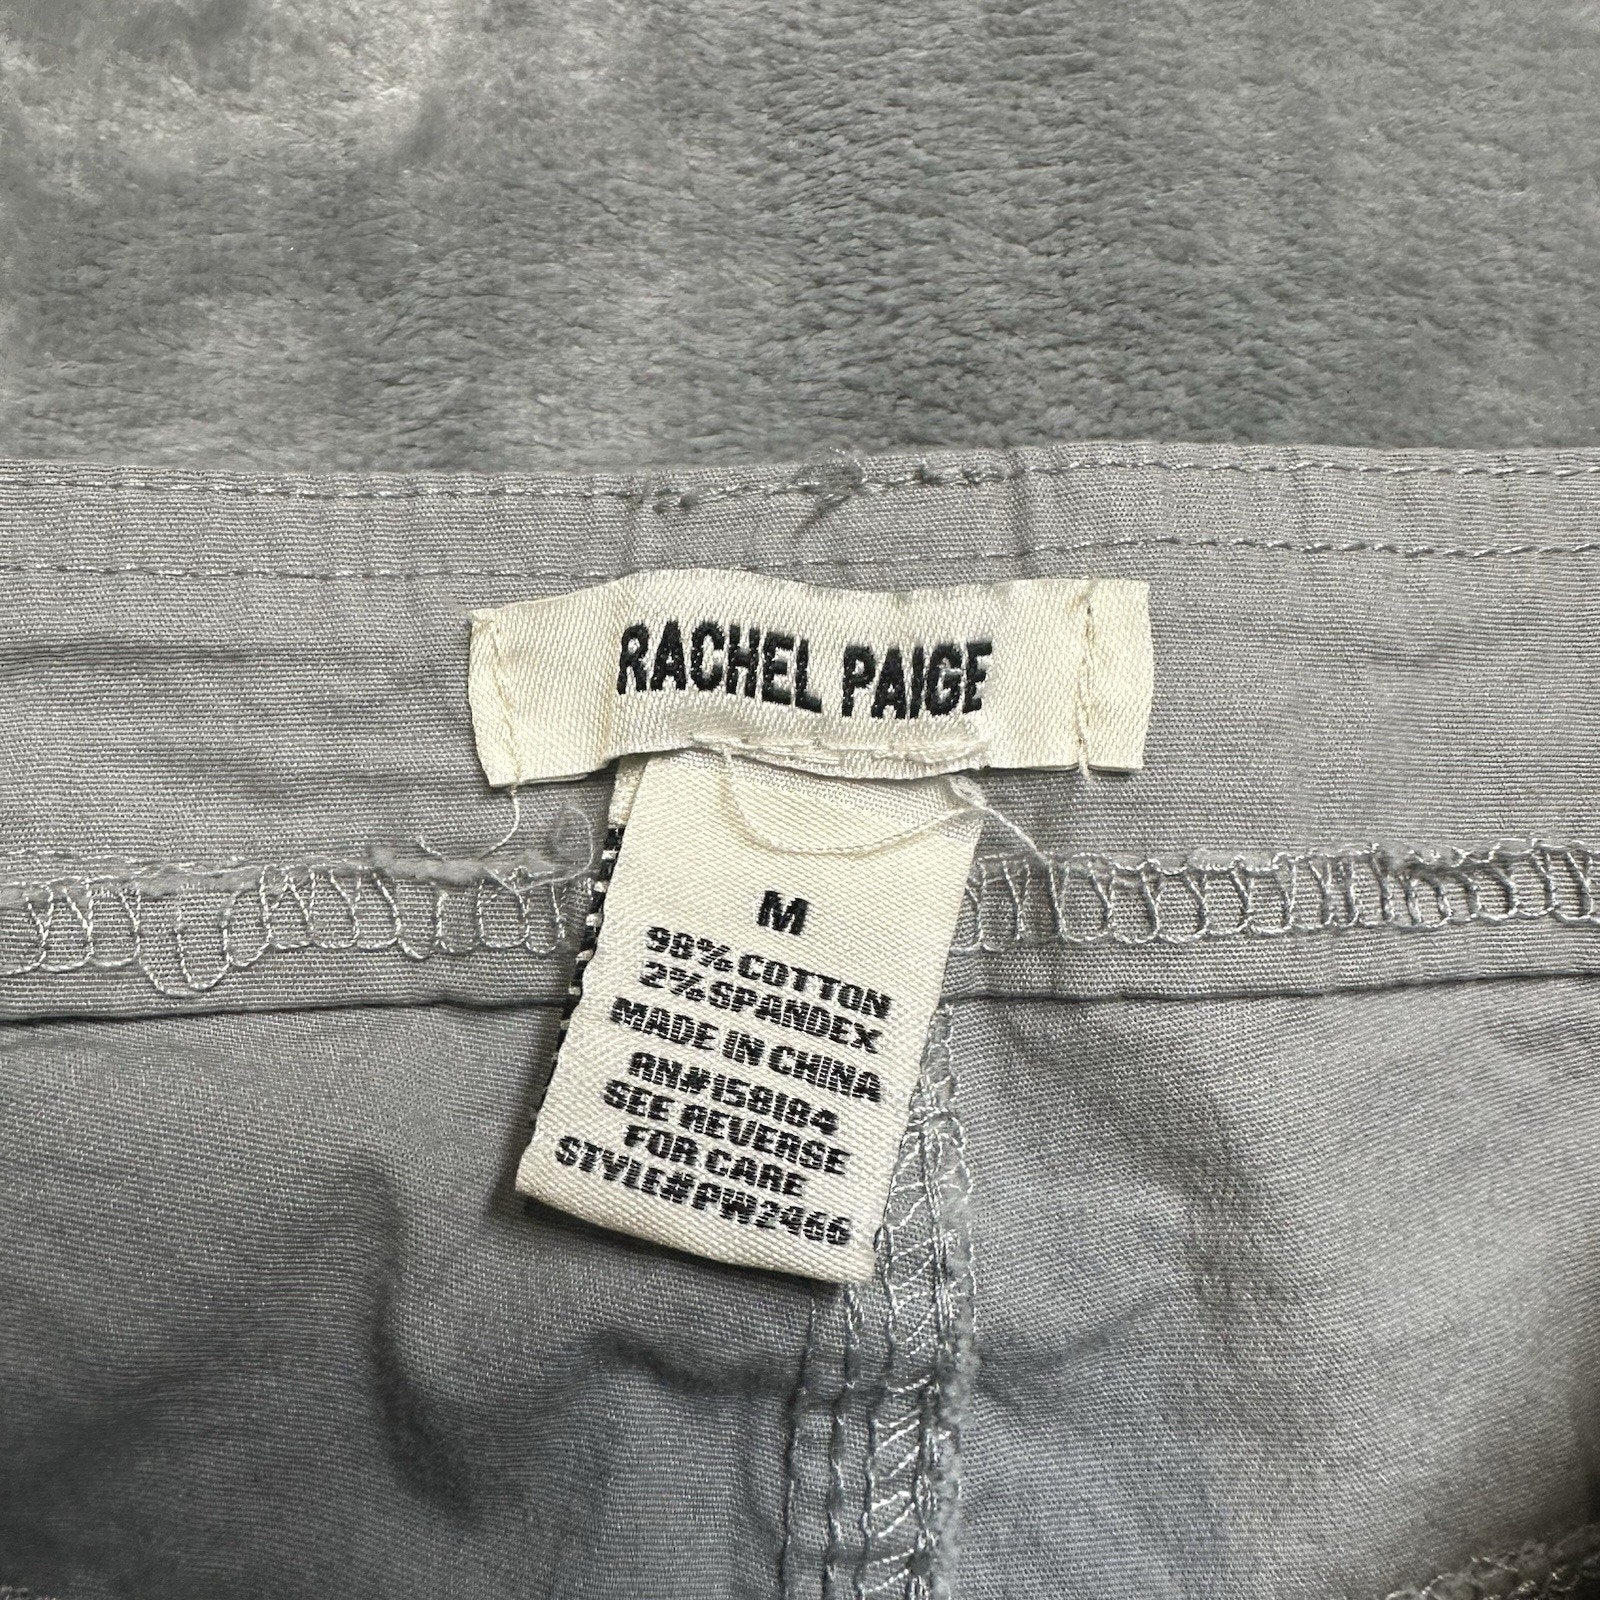 RACHEL PAIGE
M
98% COTTON
2% SPANDEX
MADE IN CHINA
RN#158184
SEE REVERSE
FOR CARE
STYLE#PW2466